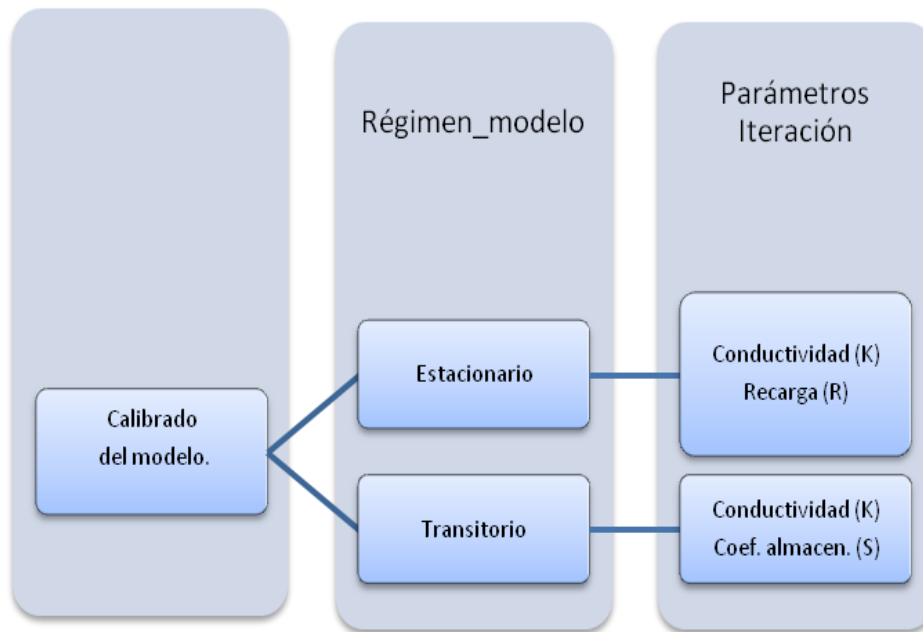 Régimen_modelo
Parámetros
Iteración
Calibrado
del modelo.
Estacionario
Conductividad (K)
Recarga (R)
Transitorio
Conductividad (K)
Coef. almacen. (S)